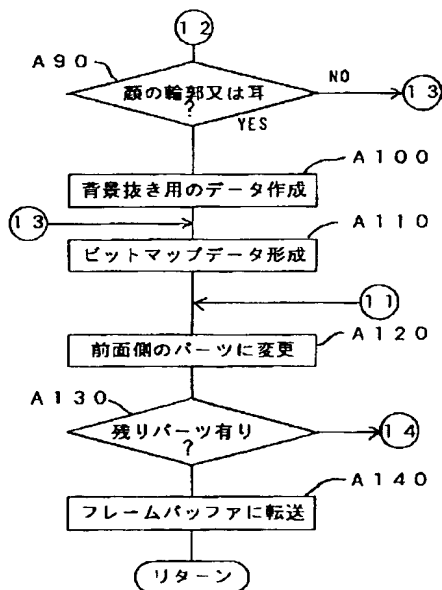 １２
Ａ９０
顔の輪郭又は耳
？
ＮＯ
１３
ＹＥＳ
Ａ１００
背景抜き用のデータ作成
１３
Ａ１１０
ビットマップデータ形成
１１
Ａ１２０
前面側のパーツに変更
Ａ１３０
残りパーツ有り
？
１４
Ａ１４０
フレームバッファに転送
リターン